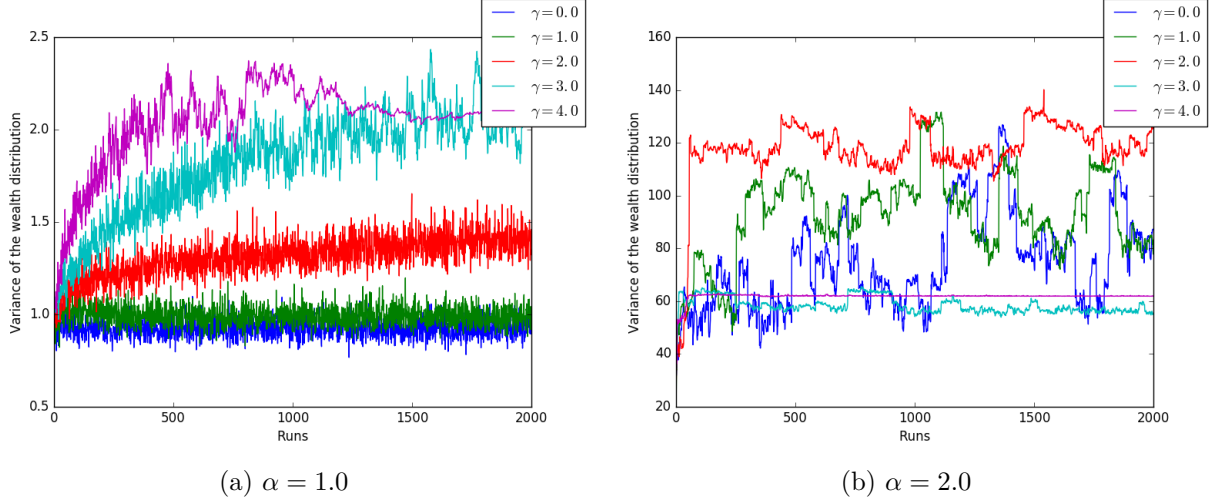 γ=0.0
γ=1.0
γ=2.0
γ=3.0
γ=4.0
2.5
2.0
1.5
1.0
0.5
Variance of the wealth distribution
0
500
1000
1500
2000
Runs
(a) α = 1.0
γ=0.0
γ=1.0
γ=2.0
γ=3.0
γ=4.0
160
140
120
100
80
60
40
20
Variance of the wealth distribution
0
500
1000
1500
2000
Runs
(b) α = 2.0